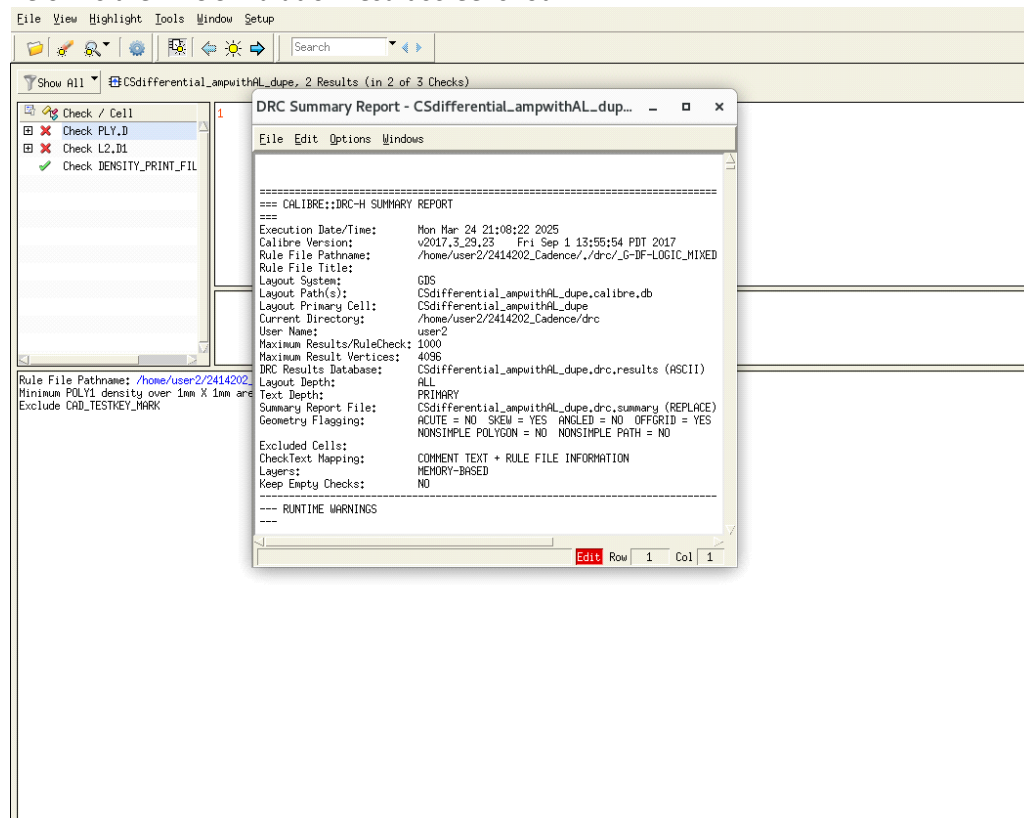 File View Highlight Tools Window Setup
Search
Show All CSdifferential_ampwithAL_dupe, 2 Results (in 2 of 3 Checks)
Check / Cell
Check PLY.D
Check L2.D1
Check DENSITY_PRINT_FIL
1
Rule File Pathname: /home/user2/2414202_
Minimum POLY1 density over 1mm X 1mm are
Exclude CAD_TESTKEY_MARK
DRC Summary Report - CSdifferential_ampwithAL_dup...
File Edit Options Windows
==================================================================================
=== CALIBRE::DRC-H SUMMARY REPORT
===
Execution Date/Time: Mon Mar 24 21:08:22 2025
Calibre Version: v2017.3_29.23 Fri Sep 1 13:55:54 PDT 2017
Rule File Pathname: /home/user2/2414202_Cadence/./drc/_G-DF-LOGIC_MIXED
Rule File Title:
Layout System: GDS
Layout Path(s): CSdifferential_ampwithAL_dupe.calibre.db
Layout Primary Cell: CSdifferential_ampwithAL_dupe
Current Directory: /home/user2/2414202_Cadence/drc
User Name: user2
Maximum Results/RuleCheck: 1000
Maximum Result Vertices: 4096
DRC Results Database: CSdifferential_ampwithAL_dupe.drc.results (ASCII)
Layout Depth: ALL
Text Depth: PRIMARY
Summary Report File: CSdifferential_ampwithAL_dupe.drc.summary (REPLACE)
Geometry Flagging: ACUTE = NO SKEW = YES ANGLED = NO OFFGRID = YES
NONSIMPLE POLYGON = NO NONSIMPLE PATH = NO
Excluded Cells:
CheckText Mapping: COMMENT TEXT + RULE FILE INFORMATION
Layers: MEMORY-BASED
Keep Empty Checks: NO
----------------------------------------------------------------------------------
--- RUNTIME WARNINGS
---
Edit Row 1 Col 1